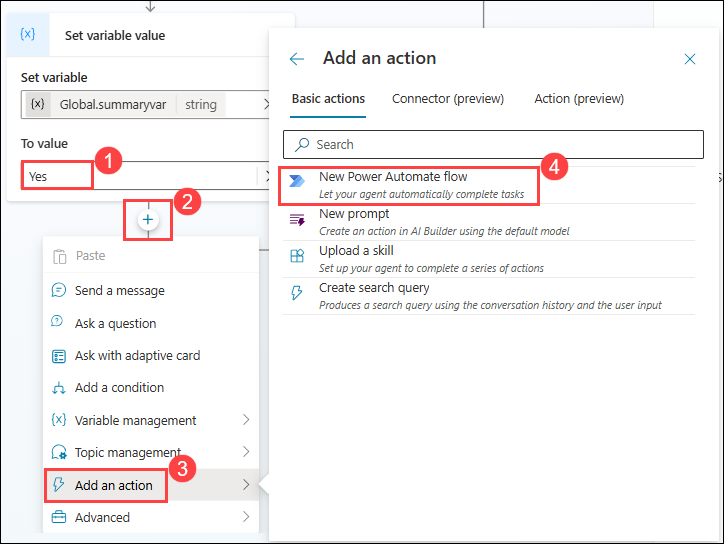 {x} Set variable value
Set variable
{x} Global.summaryvar string
To value
1
Yes
2
Paste
Send a message
Ask a question
Ask with adaptive card
Add a condition
{x} Variable management
Topic management
3
Add an action
Advanced
Add an action
Basic actions Connector (preview) Action (preview)
Search
4
New Power Automate flow
Let your agent automatically complete tasks
New prompt
Create an action in AI Builder using the default model
Upload a skill
Set up your agent to complete a series of actions
Create search query
Produces a search query using the conversation history and the user input
s